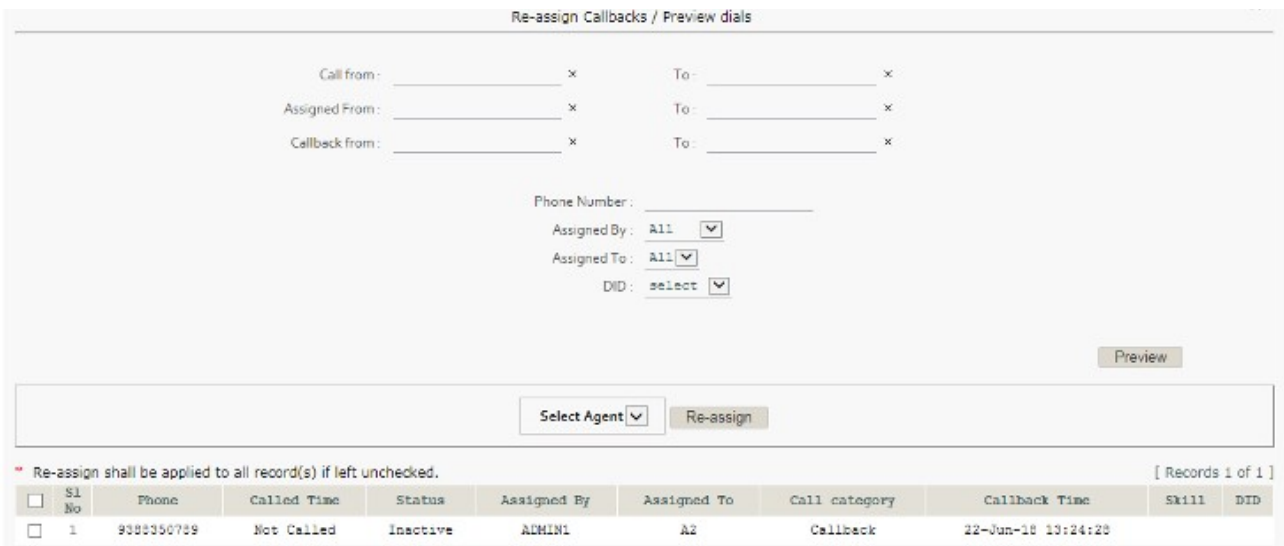 Re-assign Callbacks / Preview dials
Call from : × To : ×
Assigned From : × To : ×
Callback from : × To : ×
Phone Number :
Assigned By : All
Assigned To : All
DID : select
Preview
Select Agent Re-assign
* Re-assign shall be applied to all record(s) if left unchecked. [ Records 1 of 1 ]
Sl No Phone Called Time Status Assigned By Assigned To Call category Callback Time Skill DID
1 9388350789 Not Called Inactive ADMIN1 A2 Callback 22-Jun-18 13:24:28